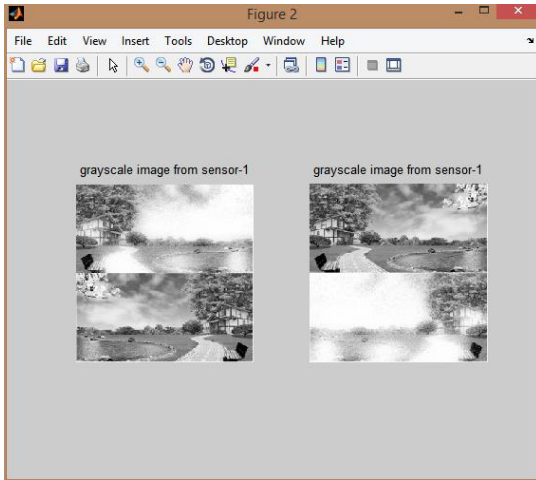 Figure 2
File Edit View Insert Tools Desktop Window Help
grayscale image from sensor-1 grayscale image from sensor-1